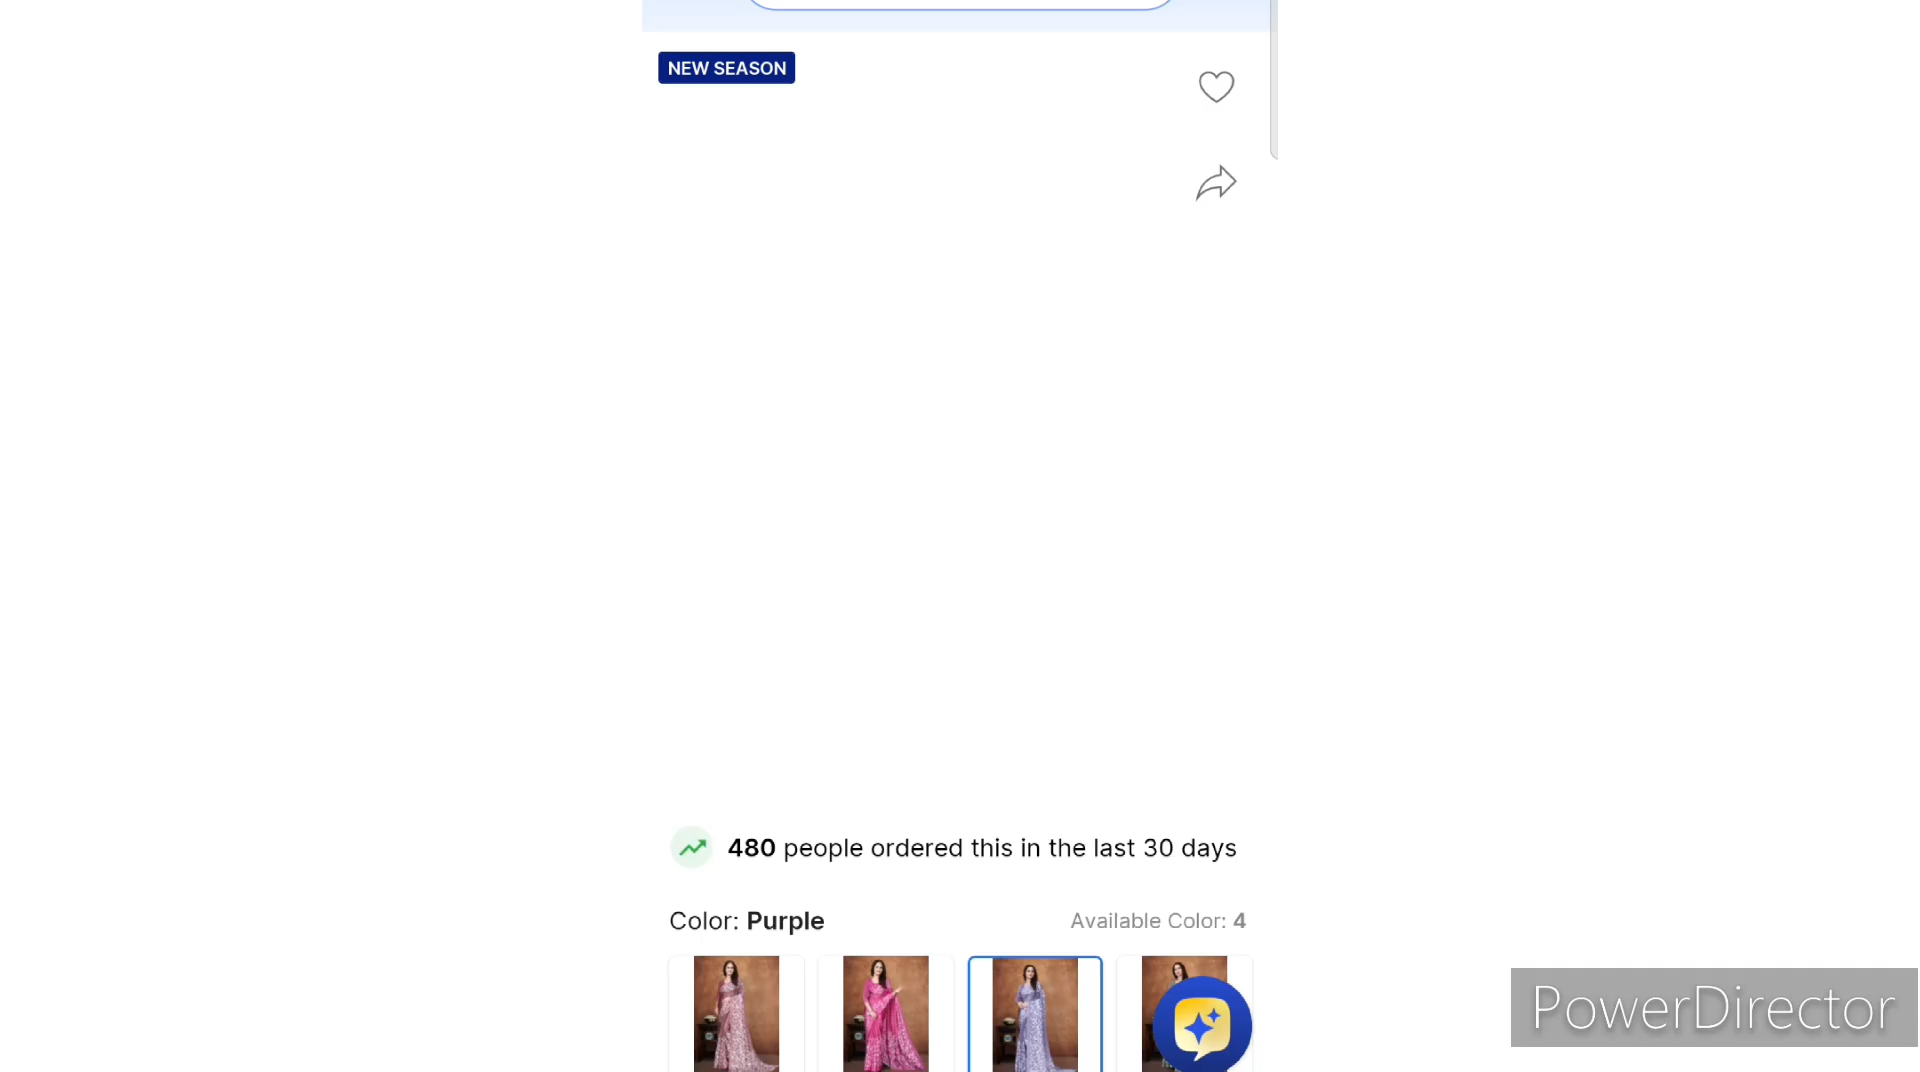 NEW SEASON
480 people ordered this in the last 30 days
Color: Purple
Available Color: 4
PowerDirector